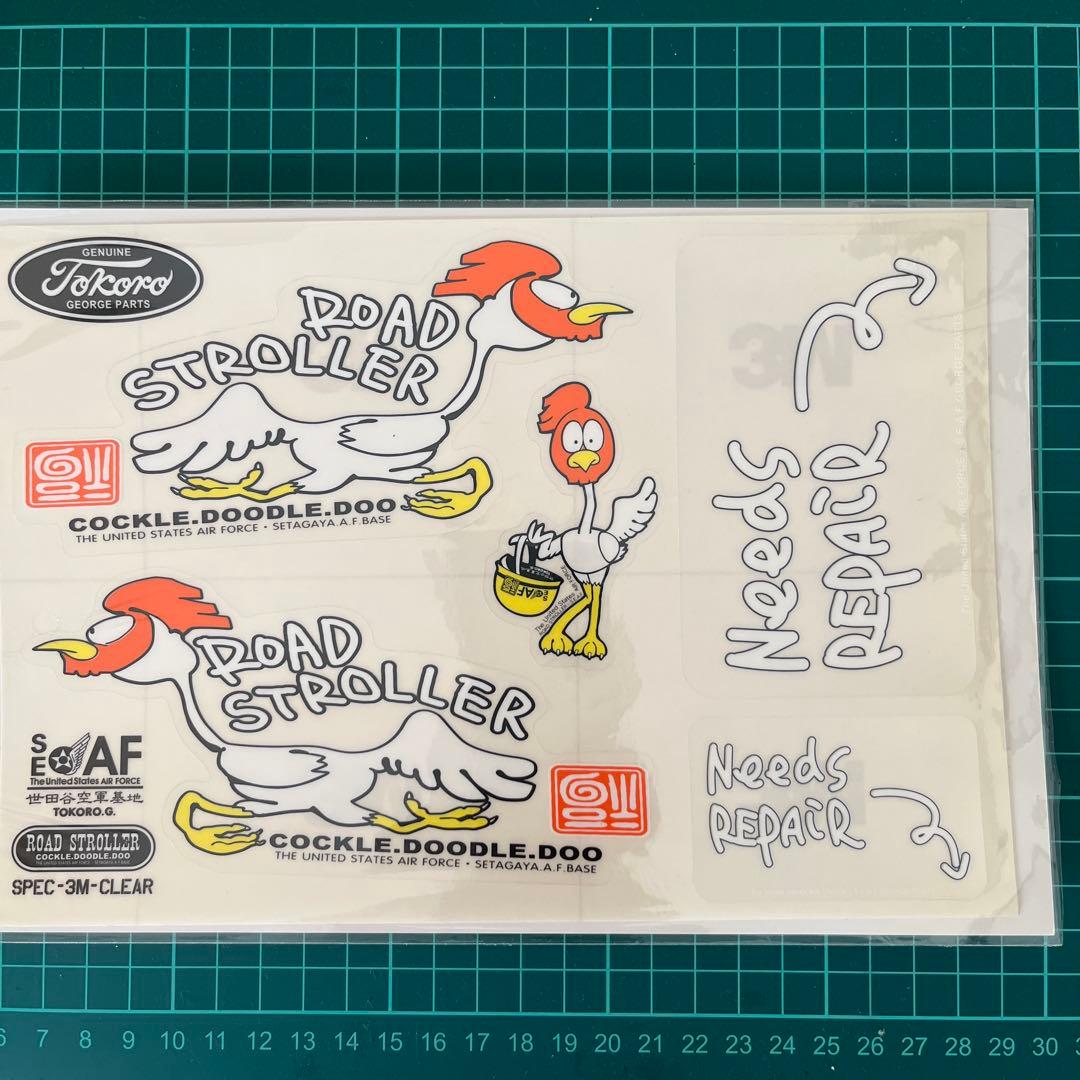 GENUINE
Tokoro
GEORGE PARTS
ROAD
STROLLER
COCKLE.DOODLE.DOO
THE UNITED STATES AIR FORCE・SETAGAYA.A.F.BASE
Needs
REPAIR
3M
ROAD
STROLLER
COCKLE.DOODLE.DOO
THE UNITED STATES AIR FORCE・SETAGAYA.A.F.BASE
SE AF
The United States AIR FORCE
世田谷空軍基地
TOKORO.G.
ROAD STROLLER
COCKLE.DOODLE.DOO
SPEC-3M-CLEAR
Needs
REPAIR
7 8 9 10 11 12 13 14 15 16 17 18 19 20 21 22 23 24 25 26 27 28 29 30